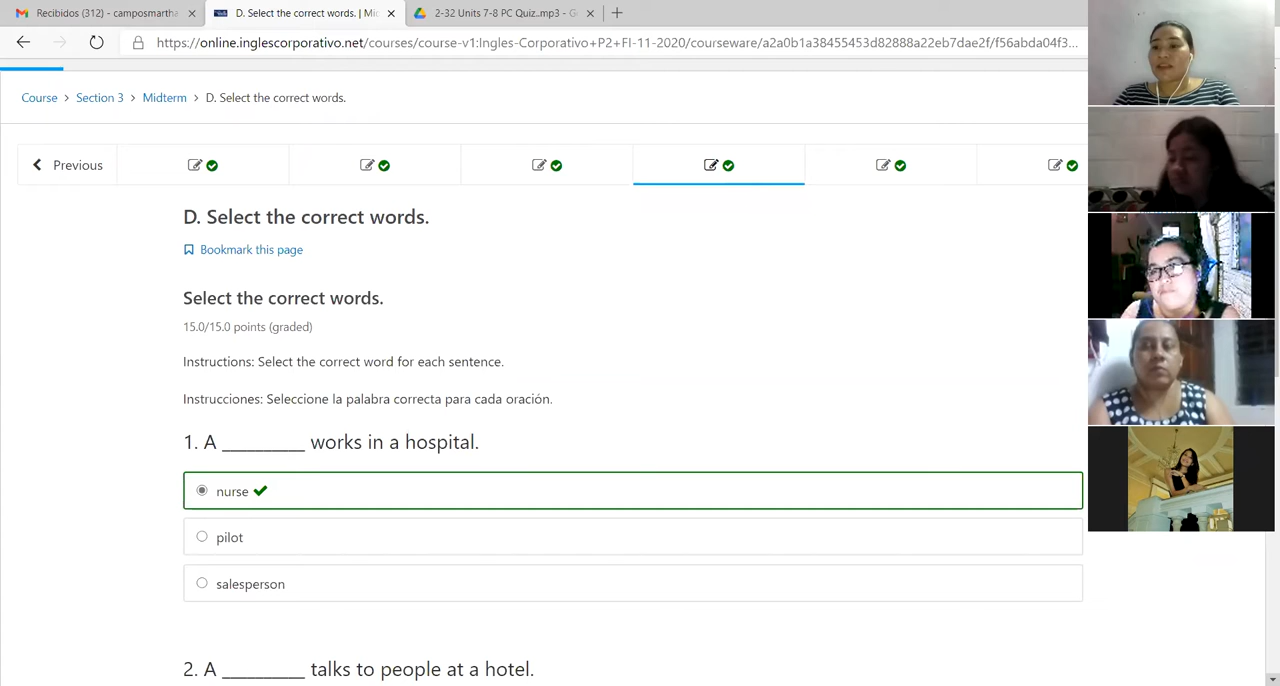 Recibidos (312) - camposmartha
D. Select the correct words. | Mi
2-32 Units 7-8 PC Quiz..mp3 - G
https://online.inglescorporativo.net/courses/course-v1:Ingles-Corporativo+P2+FI-11-2020/courseware/a2a0b1a38455453d82888a22eb7dae2f/f56abda04f3...
Course > Section 3 > Midterm > D. Select the correct words.
Previous
D. Select the correct words.
Bookmark this page
Select the correct words.
15.0/15.0 points (graded)
Instructions: Select the correct word for each sentence.
Instrucciones: Seleccione la palabra correcta para cada oración.
1. A _________ works in a hospital.
nurse
pilot
salesperson
2. A _________ talks to people at a hotel.